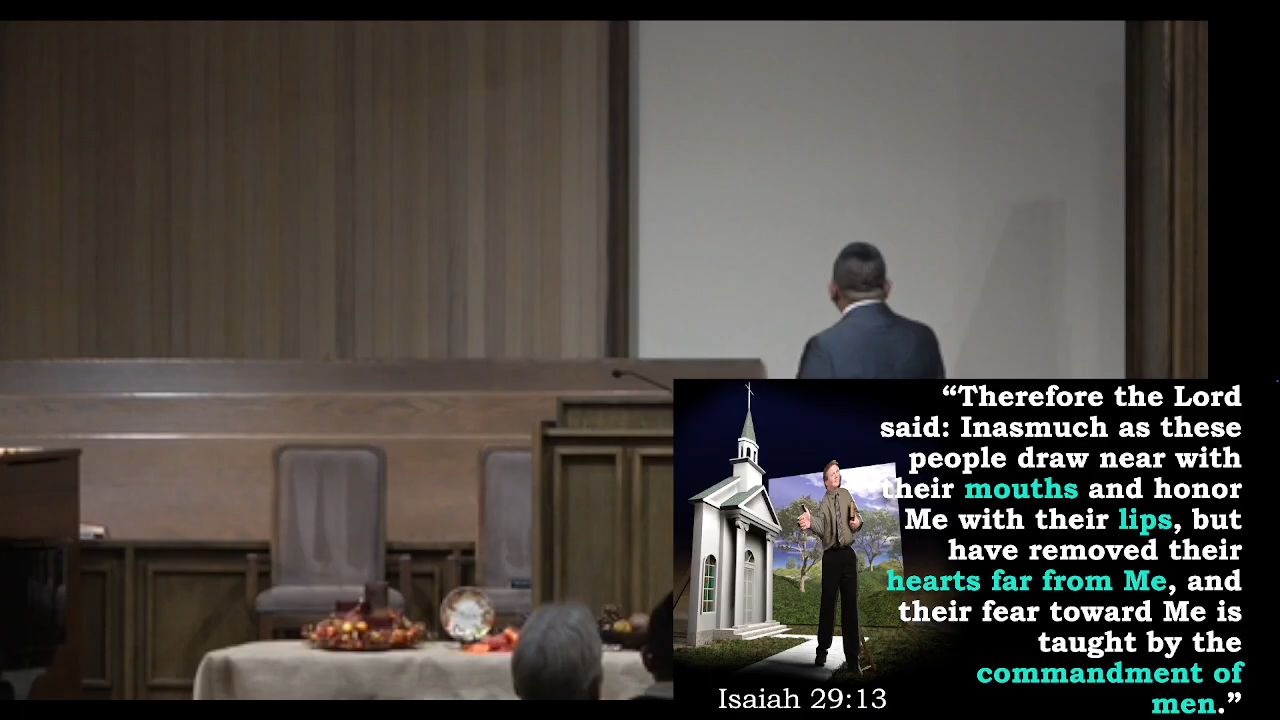 “Therefore the Lord
said: Inasmuch as these
people draw near with
their mouths and honor
Me with their lips, but
have removed their
hearts far from Me, and
their fear toward Me is
taught by the
commandment of
men.”
Isaiah 29:13